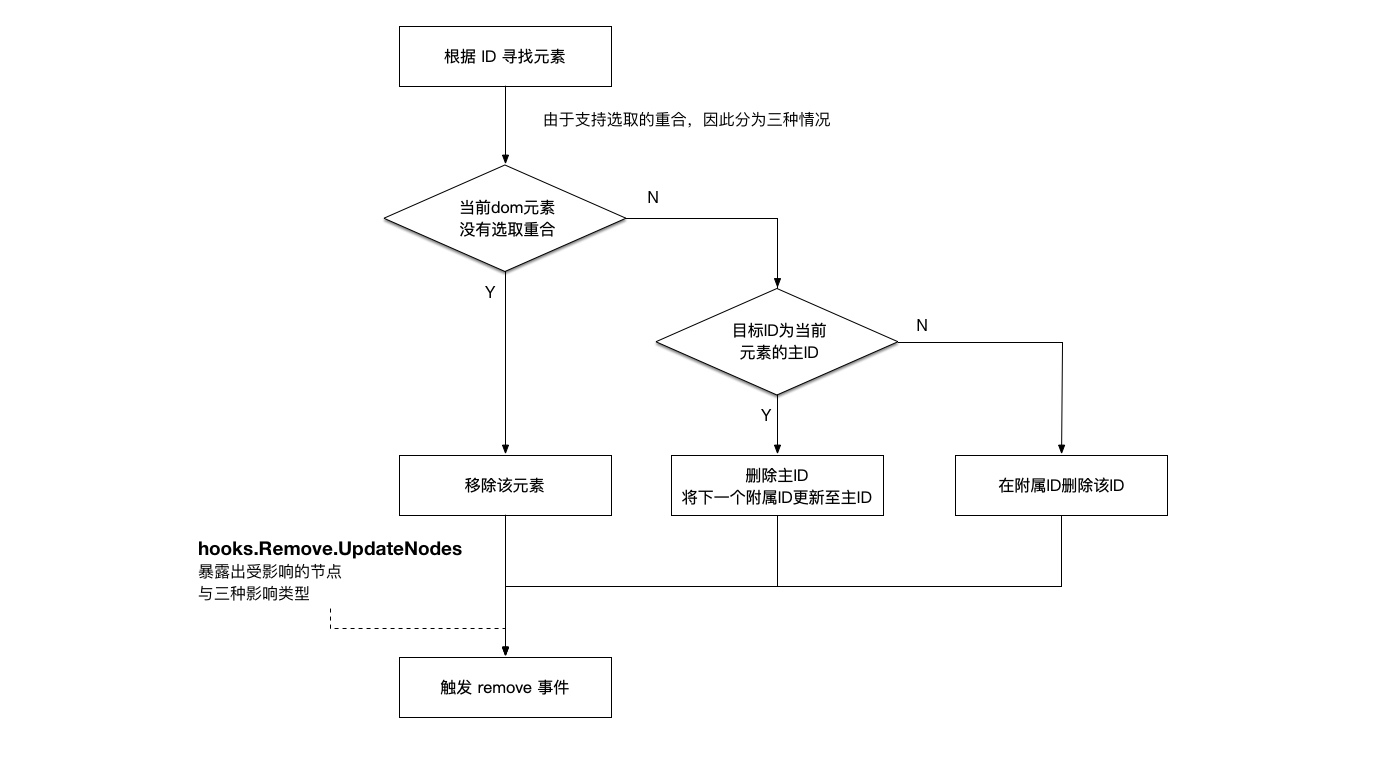 根据 ID 寻找元素
由于支持选取的重合，因此分为三种情况
当前dom元素
没有选取重合
N
Y
目标ID为当前
元素的主ID
N
Y
移除该元素
删除主ID
将下一个附属ID更新至主ID
在附属ID删除该ID
hooks.Remove.UpdateNodes
暴露出受影响的节点
与三种影响类型
触发 remove 事件